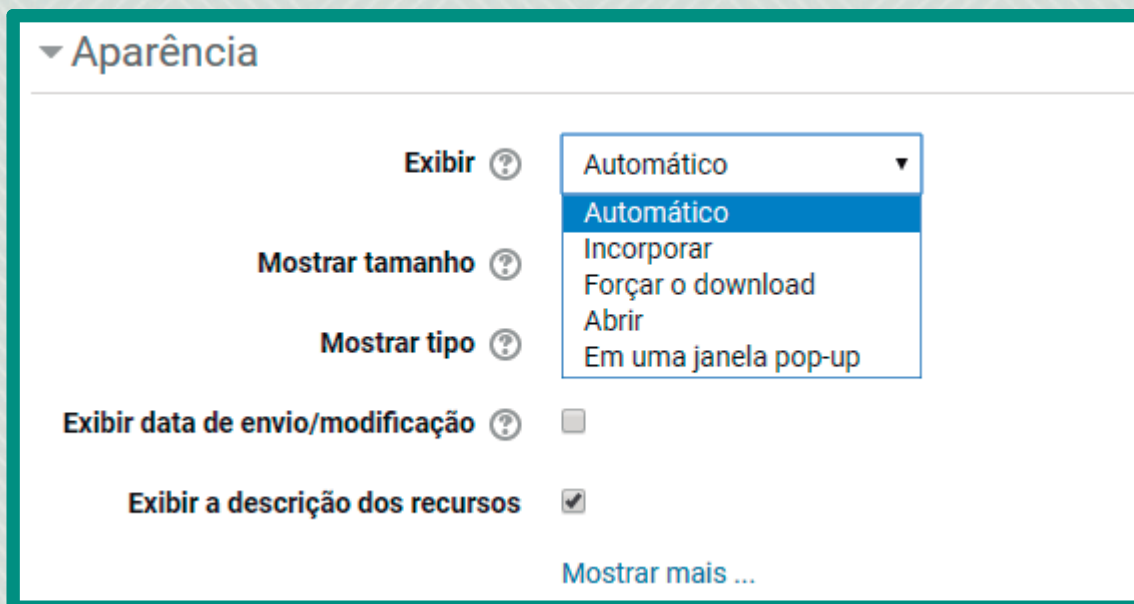 Aparência
Exibir
Automático
Automático
Incorporar
Forçar o download
Abrir
Em uma janela pop-up
Mostrar tamanho
Mostrar tipo
Exibir data de envio/modificação
Exibir a descrição dos recursos
Mostrar mais ...